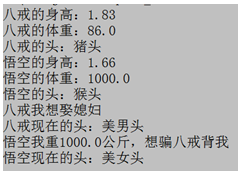 八戒的身高：1.83
八戒的体重：86.0
八戒的头：猪头
悟空的身高：1.66
悟空的体重：1000.0
悟空的头：猴头
八戒我想娶媳妇
八戒现在的头：美男头
悟空我重1000.0公斤，想骗八戒背我
悟空现在的头：美女头